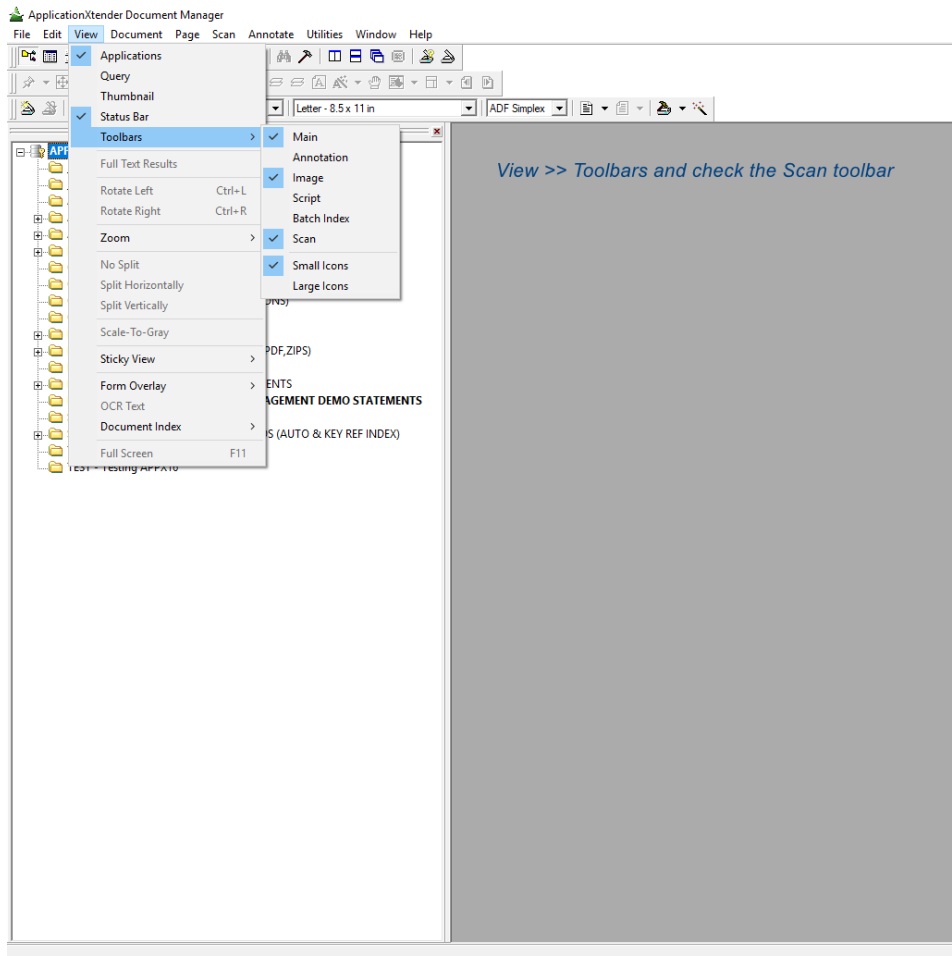 ApplicationXtender Document Manager
File Edit View Document Page Scan Annotate Utilities Window Help
Letter - 8.5 x 11 in
ADF Simplex
Applications
Query
Thumbnail
Status Bar
Toolbars
Full Text Results
Rotate Left Ctrl+L
Rotate Right Ctrl+R
Zoom
No Split
Split Horizontally
Split Vertically
Scale-To-Gray
Sticky View
Form Overlay
OCR Text
Document Index
Full Screen F11
Main
Annotation
Image
Script
Batch Index
Scan
Small Icons
Large Icons
PDF,ZIPS)
AGEMENT DEMO STATEMENTS
(AUTO & KEY REF INDEX)
TEST - Testing APPX16
View >> Toolbars and check the Scan toolbar